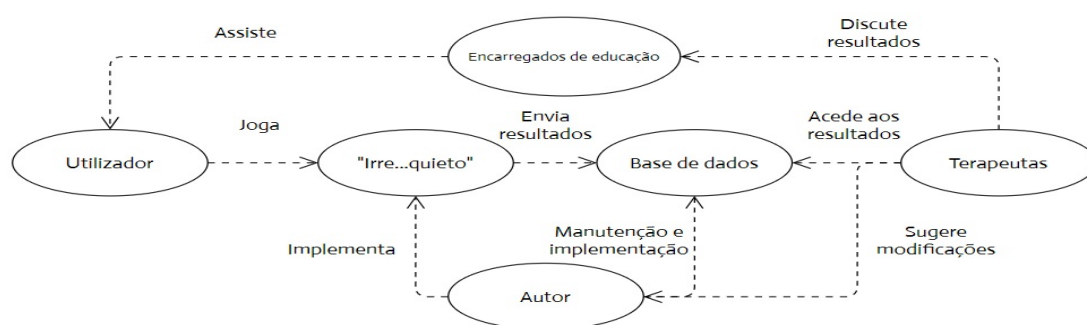 Assiste
Discute
resultados
Encarregados de educação
Joga
Envia
resultados
Acede aos
resultados
Utilizador
"Irre...quieto"
Base de dados
Terapeutas
Implementa
Manutenção e
implementação
Sugere
modificações
Autor